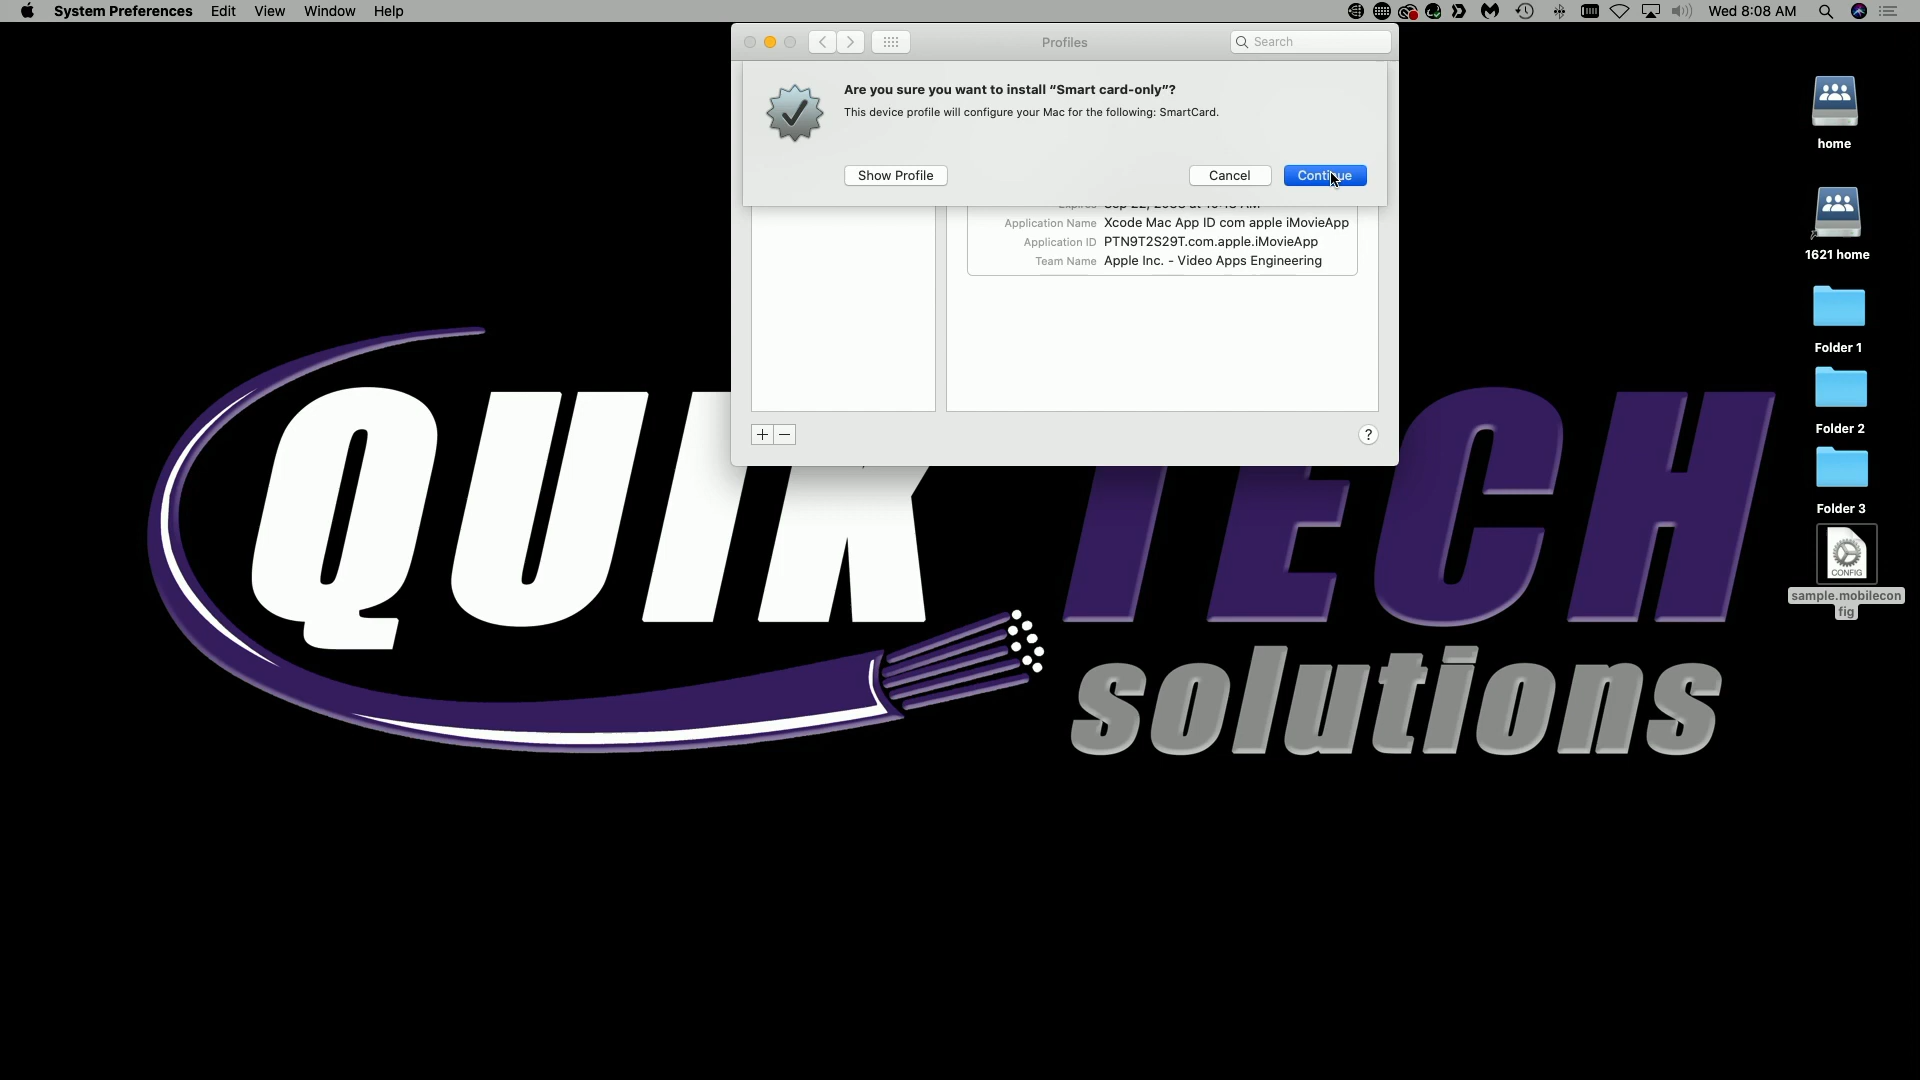 System Preferences Edit View Window Help
Wed 8:08 AM
Profiles
Search
Are you sure you want to install “Smart card-only”?
This device profile will configure your Mac for the following: SmartCard.
Show Profile
Cancel
Continue
Application Name Xcode Mac App ID com apple iMovieApp
Application ID PTN9T2S29T.com.apple.iMovieApp
Team Name Apple Inc. - Video Apps Engineering
?
home
1621 home
Folder 1
Folder 2
Folder 3
CONFIG
sample.mobilecon
fig
QUIK TECH
solutions